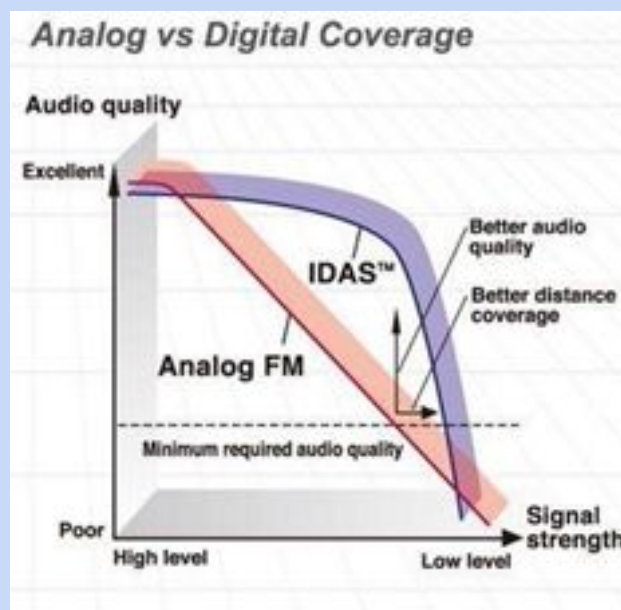 Analog vs Digital Coverage
Audio quality
Excellent
Better audio
quality
IDAS™
Better distance
coverage
Analog FM
Minimum required audio quality
Poor
Signal
strength
High level
Low level